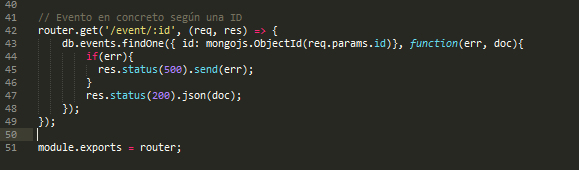 40
41 // Evento en concreto según una ID
42 router.get('/event/:id', (req, res) => {
43 db.events.findOne({ id: mongojs.ObjectId(req.params.id)}, function(err, doc){
44 if(err){
45 res.status(500).send(err);
46 }
47 res.status(200).json(doc);
48 });
49 });
50
51 module.exports = router;